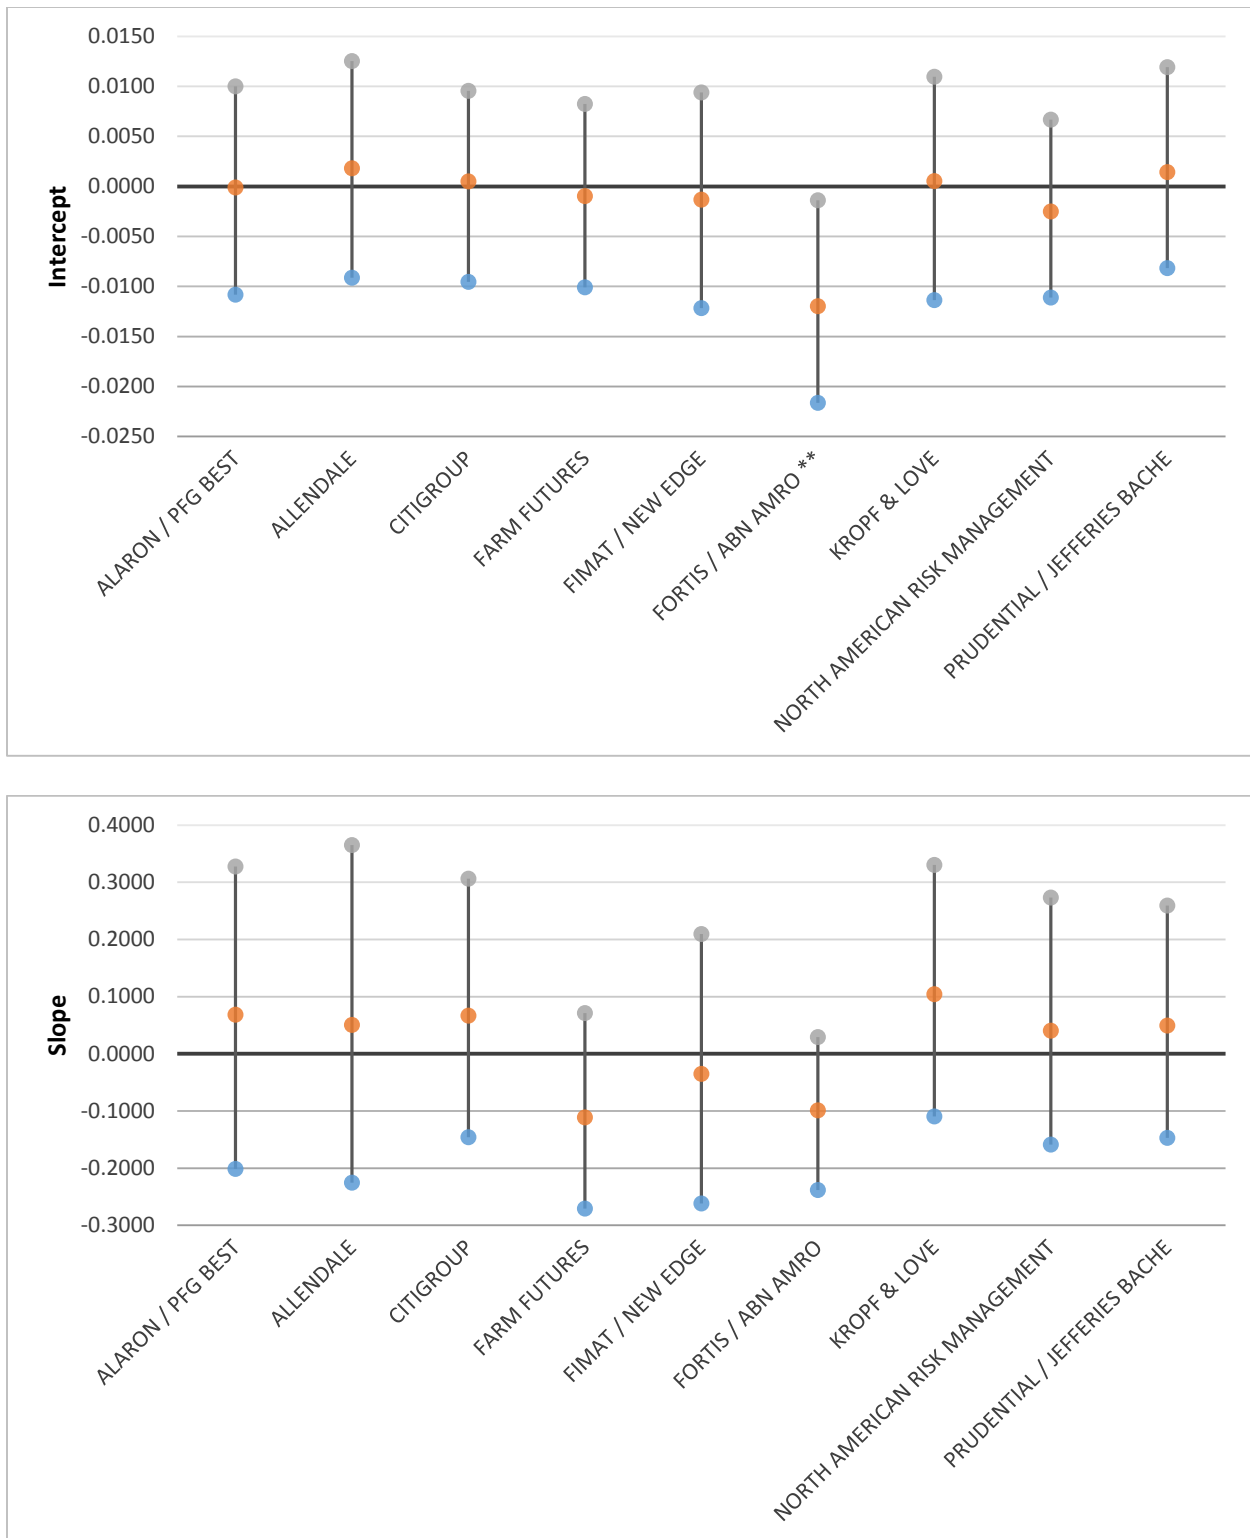 0.0150
0.0100
0.0050
0.0000
-0.0050
-0.0100
-0.0150
-0.0200
-0.0250
Intercept
ALARON / PFG BEST
ALLENDALE
CITIGROUP
FARM FUTURES
FIMAT / NEW EDGE
FORTIS / ABN AMRO **
KROPF & LOVE
NORTH AMERICAN RISK MANAGEMENT
PRUDENTIAL / JEFFERIES BACHE
0.4000
0.3000
0.2000
0.1000
0.0000
-0.1000
-0.2000
-0.3000
Slope
ALARON / PFG BEST
ALLENDALE
CITIGROUP
FARM FUTURES
FIMAT / NEW EDGE
FORTIS / ABN AMRO
KROPF & LOVE
NORTH AMERICAN RISK MANAGEMENT
PRUDENTIAL / JEFFERIES BACHE